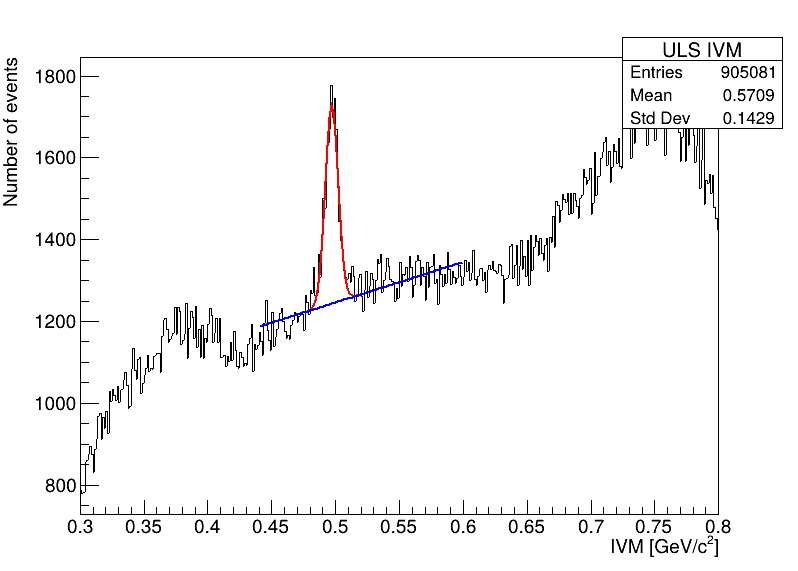 ULS IVM
Entries 905081
Mean 0.5709
Std Dev 0.1429
Number of events
1800
1600
1400
1200
1000
800
0.3 0.35 0.4 0.45 0.5 0.55 0.6 0.65 0.7 0.75 0.8
IVM [GeV/c²]